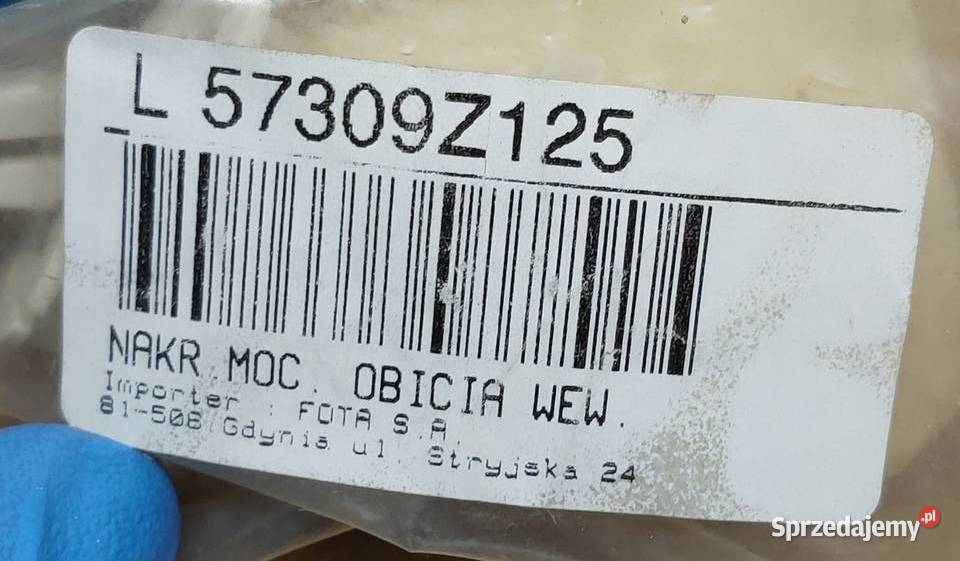 L 57309Z125
NAKR.MOC. OBICIA WEW.
Importer : FOTA S.A.
81-506 Gdynia ul. Stryjska 24
Sprzedajemy.pl